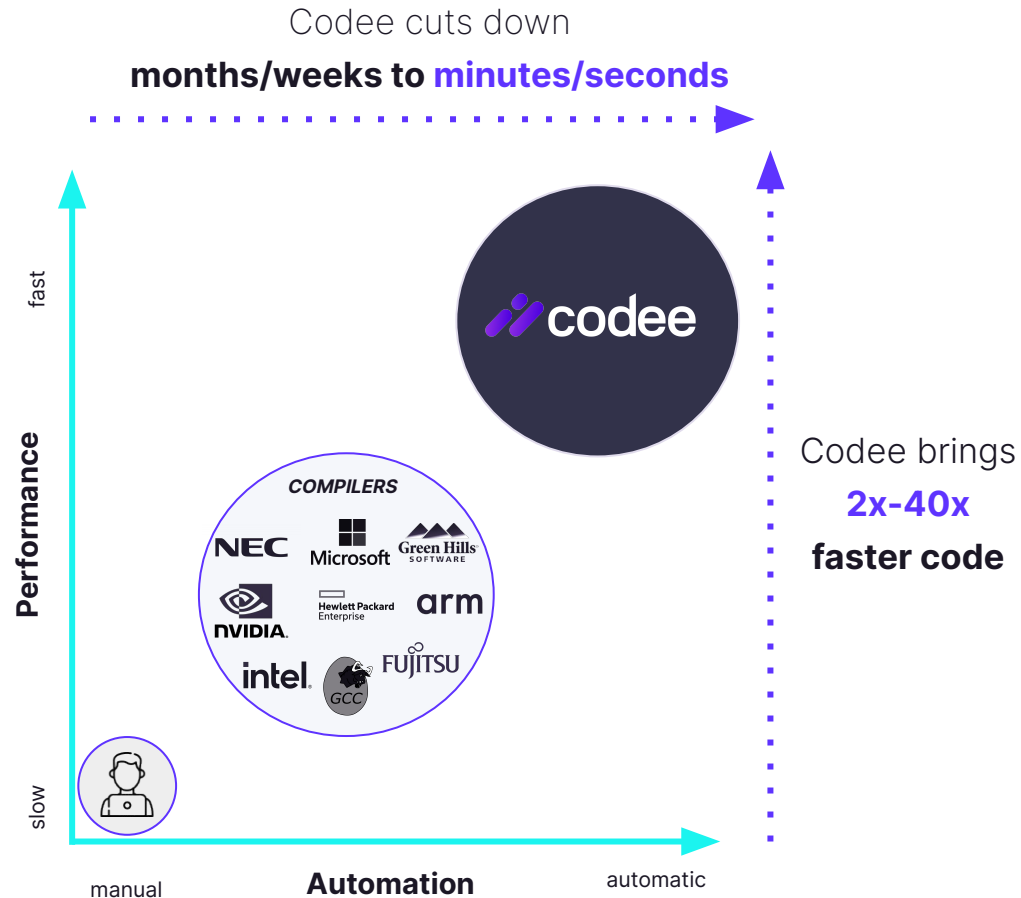 Codee cuts down
months/weeks to minutes/seconds
fast
codee
Performance
Codee brings
2x-40x
faster code
COMPILERS
NEC
Microsoft
Green Hills
SOFTWARE
NVIDIA.
Hewlett Packard
Enterprise
arm
intel.
GCC
FUJITSU
slow
manual
Automation
automatic